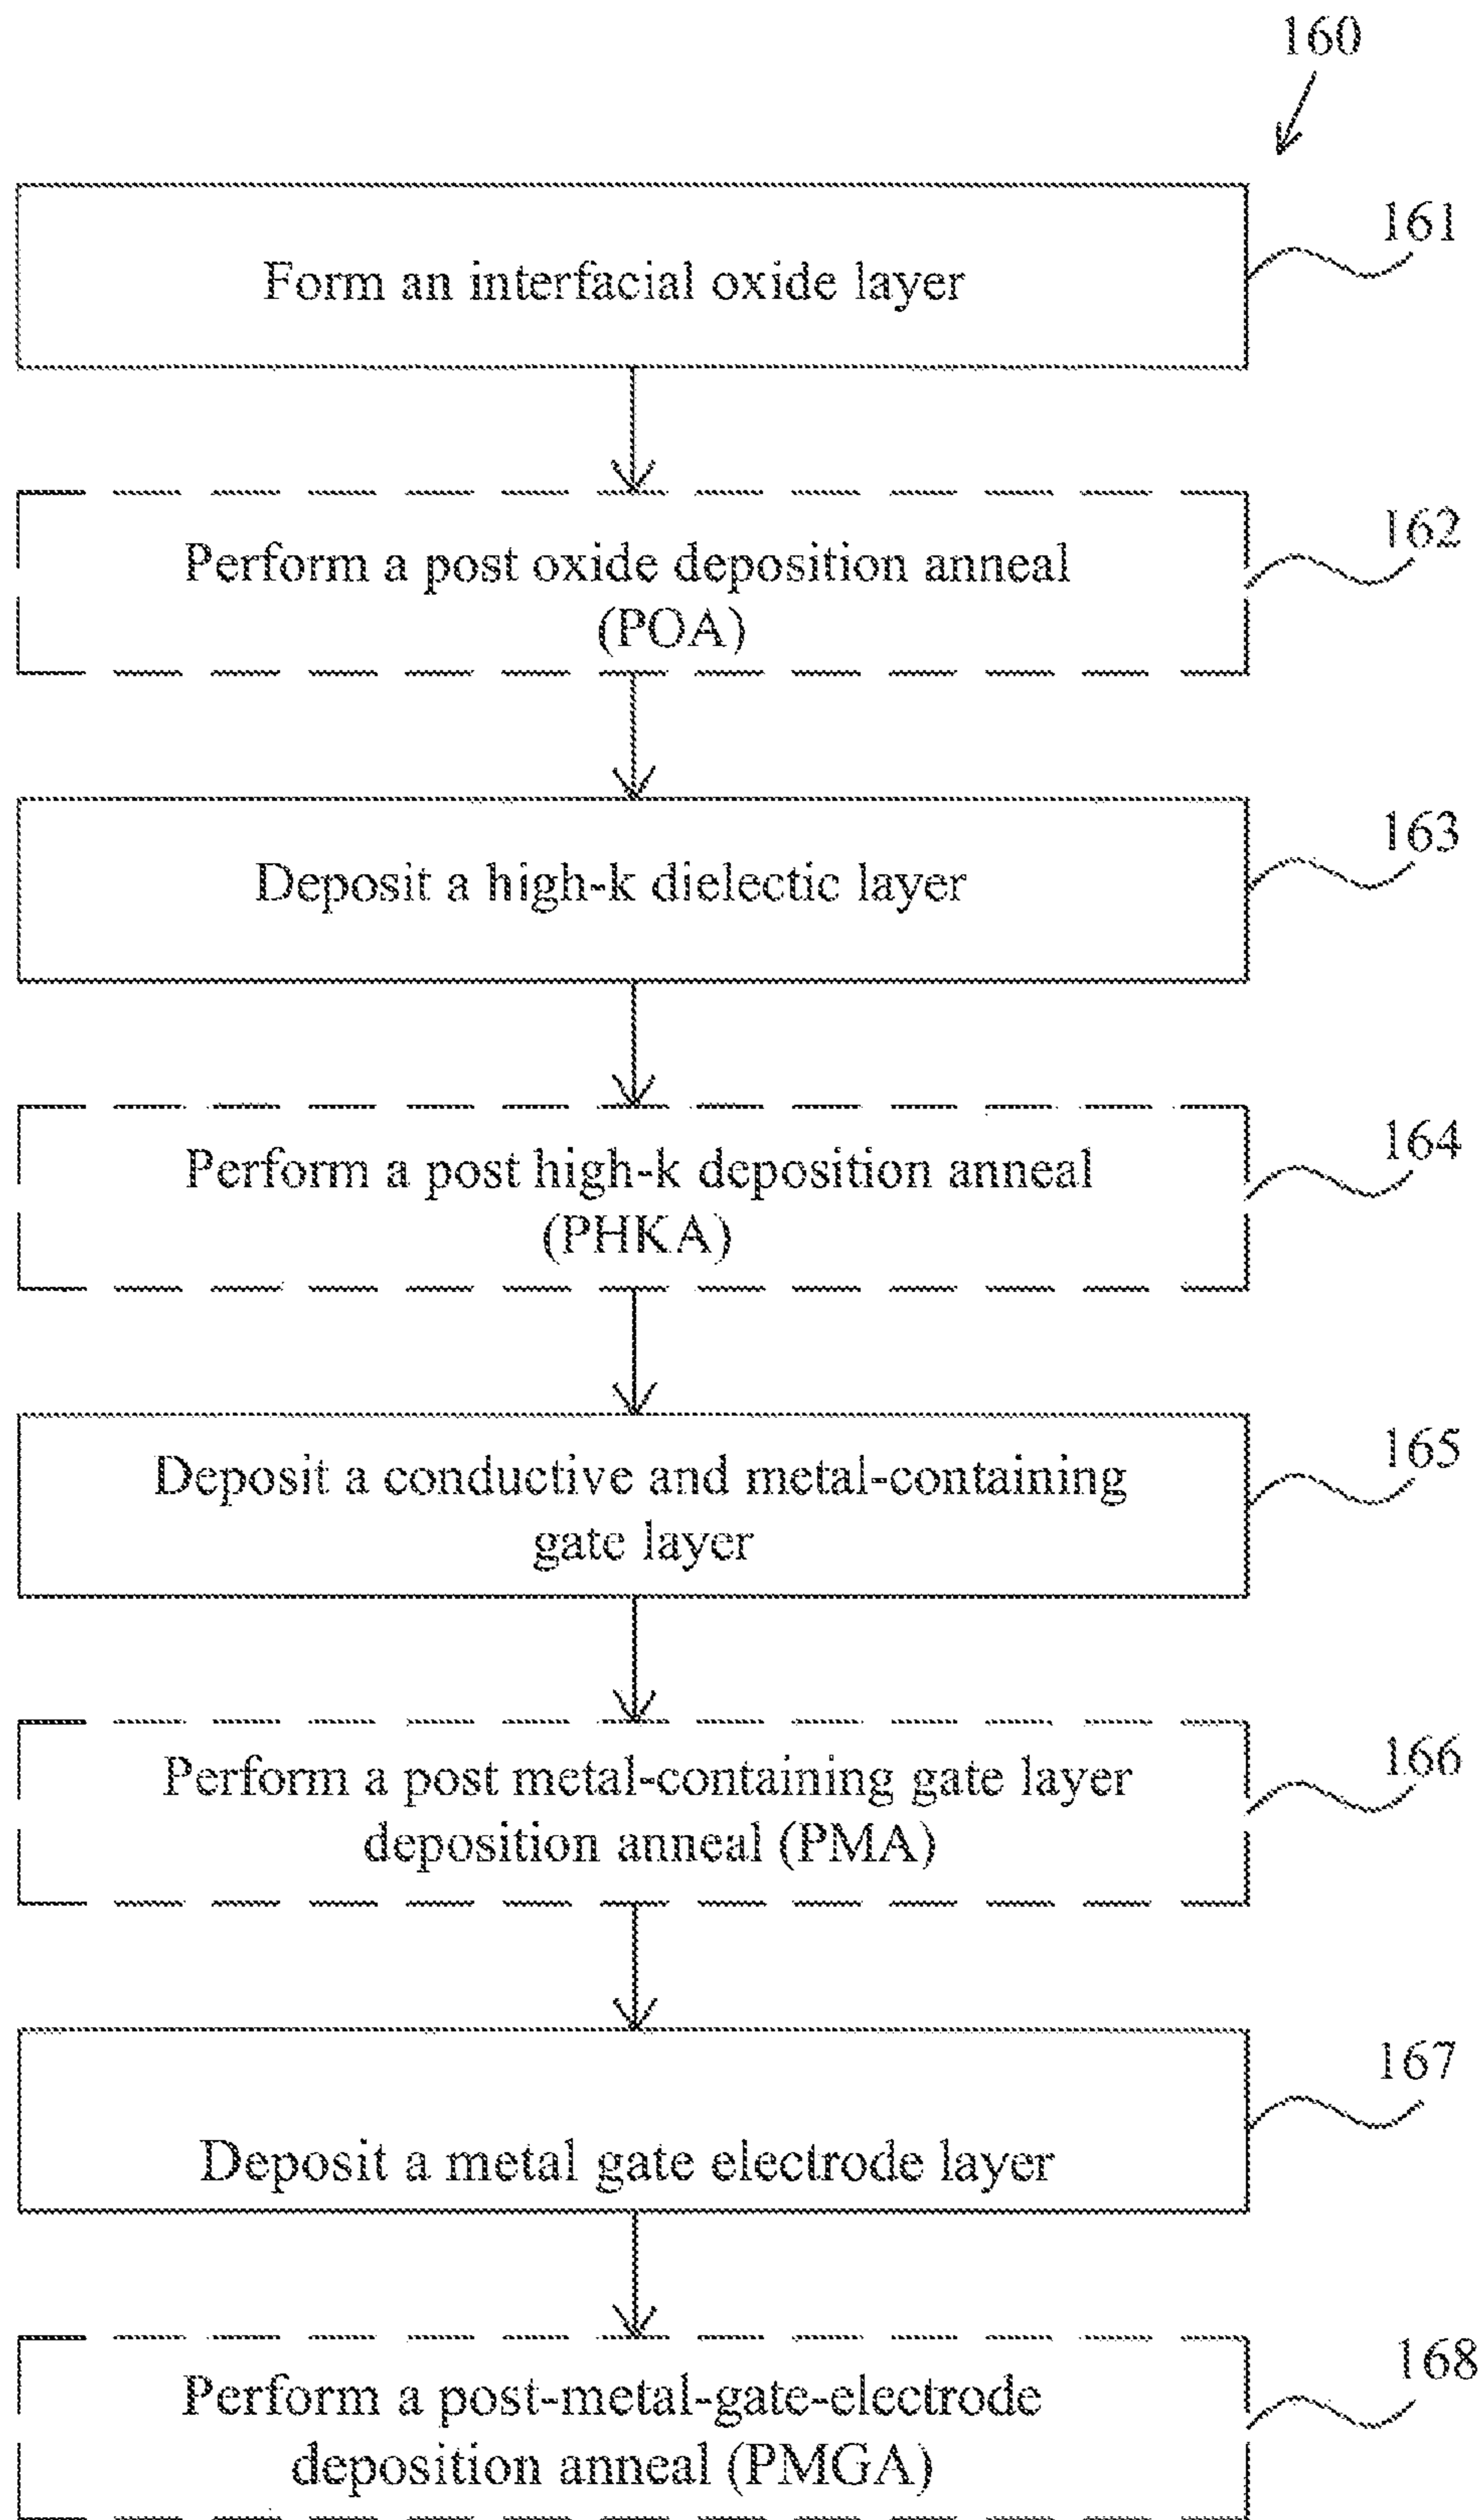 160
Form an interfacial oxide layer
161
Perform a post oxide deposition anneal
(POA)
162
Deposit a high-k dielectic layer
163
Perform a post high-k deposition anneal
(PHKA)
164
Deposit a conductive and metal-containing
gate layer
165
Perform a post metal-containing gate layer
deposition anneal (PMA)
166
Deposit a metal gate electrode layer
167
Perform a post-metal-gate-electrode
deposition anneal (PMGA)
168